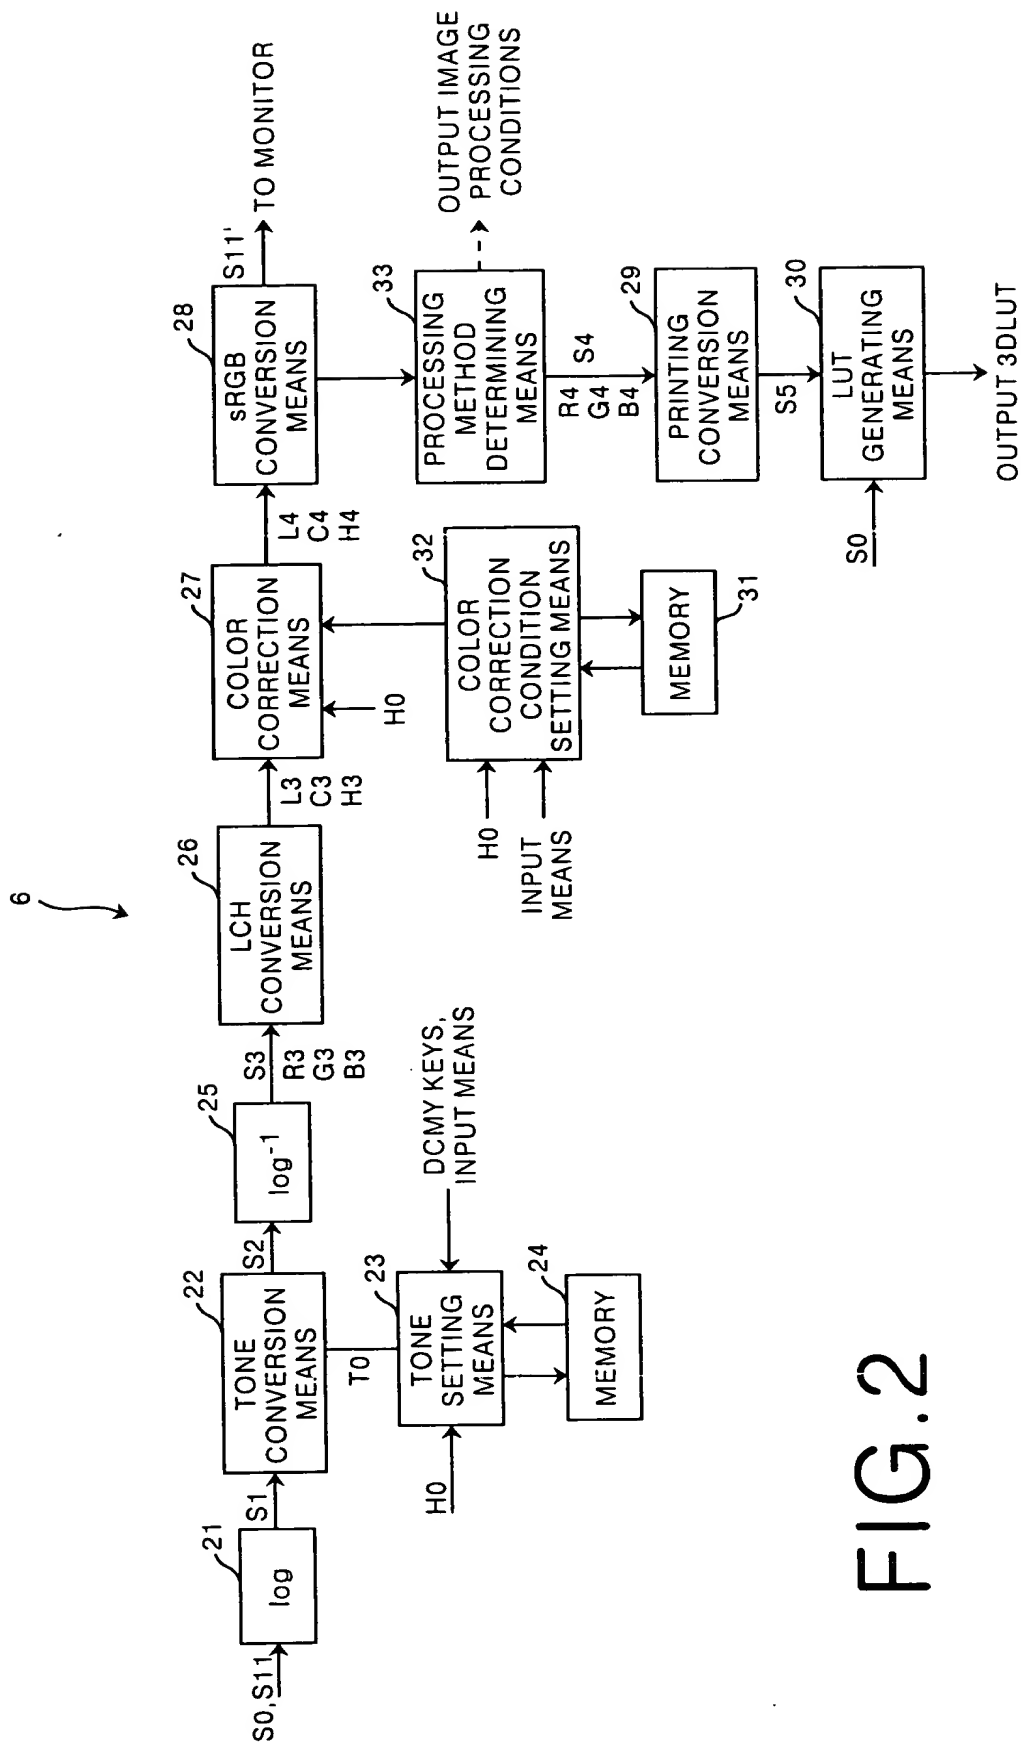 6
S0,S11
21
log
S1
22
TONE
CONVERSION
MEANS
S2
25
log-1
S3
R3
G3
B3
26
LCH
CONVERSION
MEANS
L3
C3
H3
27
COLOR
CORRECTION
MEANS
H0
L4
C4
H4
28
sRGB
CONVERSION
MEANS
S11'
TO MONITOR
T0
23
TONE
SETTING
MEANS
H0
DCMY KEYS,
INPUT MEANS
24
MEMORY
32
COLOR
CORRECTION
CONDITION
SETTING MEANS
H0
INPUT
MEANS
MEMORY
31
33
PROCESSING
METHOD
DETERMINING
MEANS
OUTPUT IMAGE
PROCESSING
CONDITIONS
R4
G4
B4
S4
29
PRINTING
CONVERSION
MEANS
S5
30
LUT
GENERATING
MEANS
S0
OUTPUT 3DLUT
FIG.2